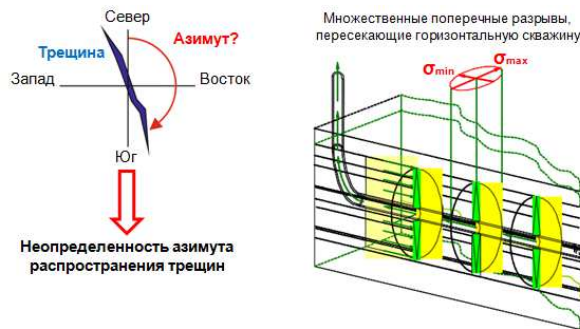 Север
Трещина
Азимут?
Запад
Восток
Юг
Неопределенность азимута
распространения трещин
Множественные поперечные разрывы,
пересекающие горизонтальную скважину
σmin
σmax